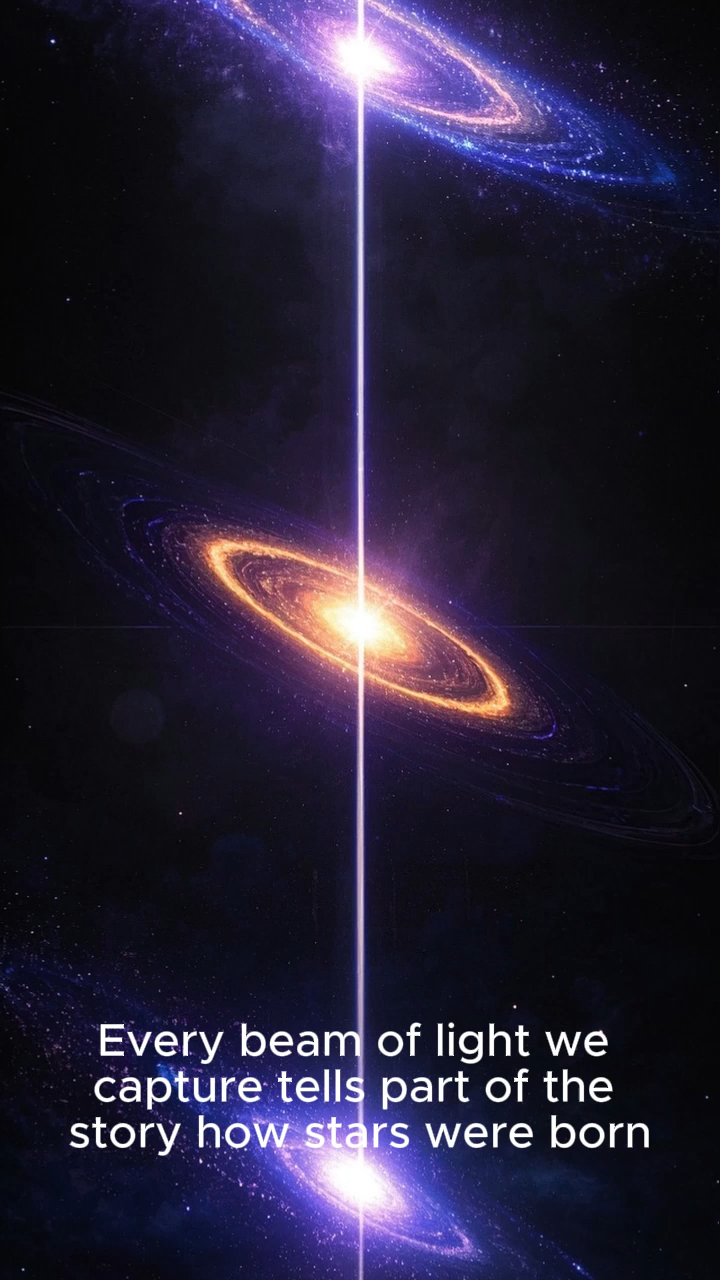 Every beam of light we
capture tells part of the
story how stars were born